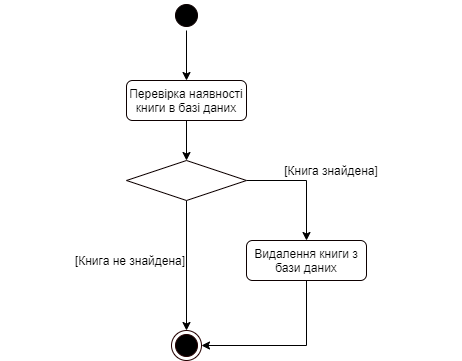 Перевірка наявності
книги в базі даних
[Книга знайдена]
Видалення книги з
бази даних
[Книга не знайдена]